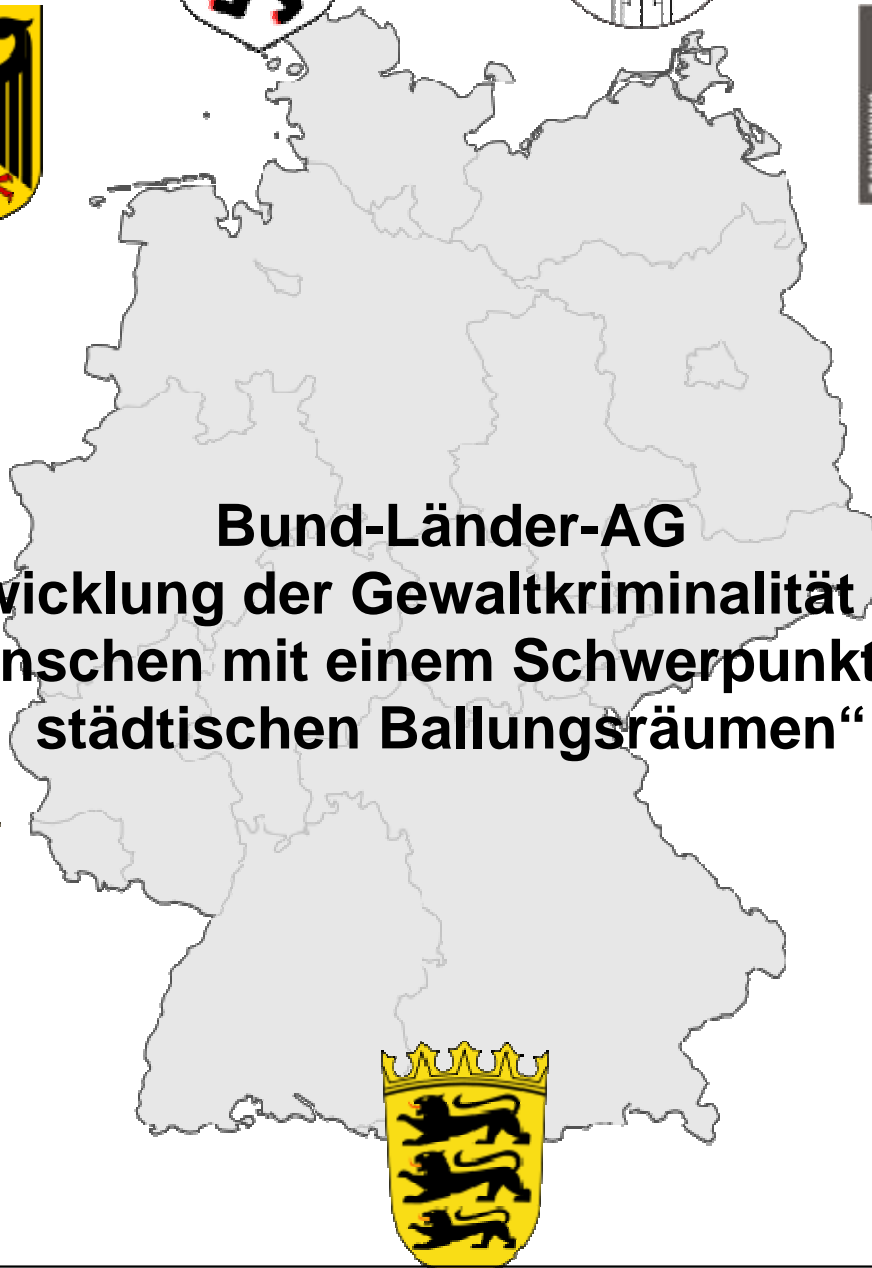 Bund-Länder-AG
wicklung der Gewaltkriminalität
nschen mit einem Schwerpunkt
städtischen Ballungsräumen“